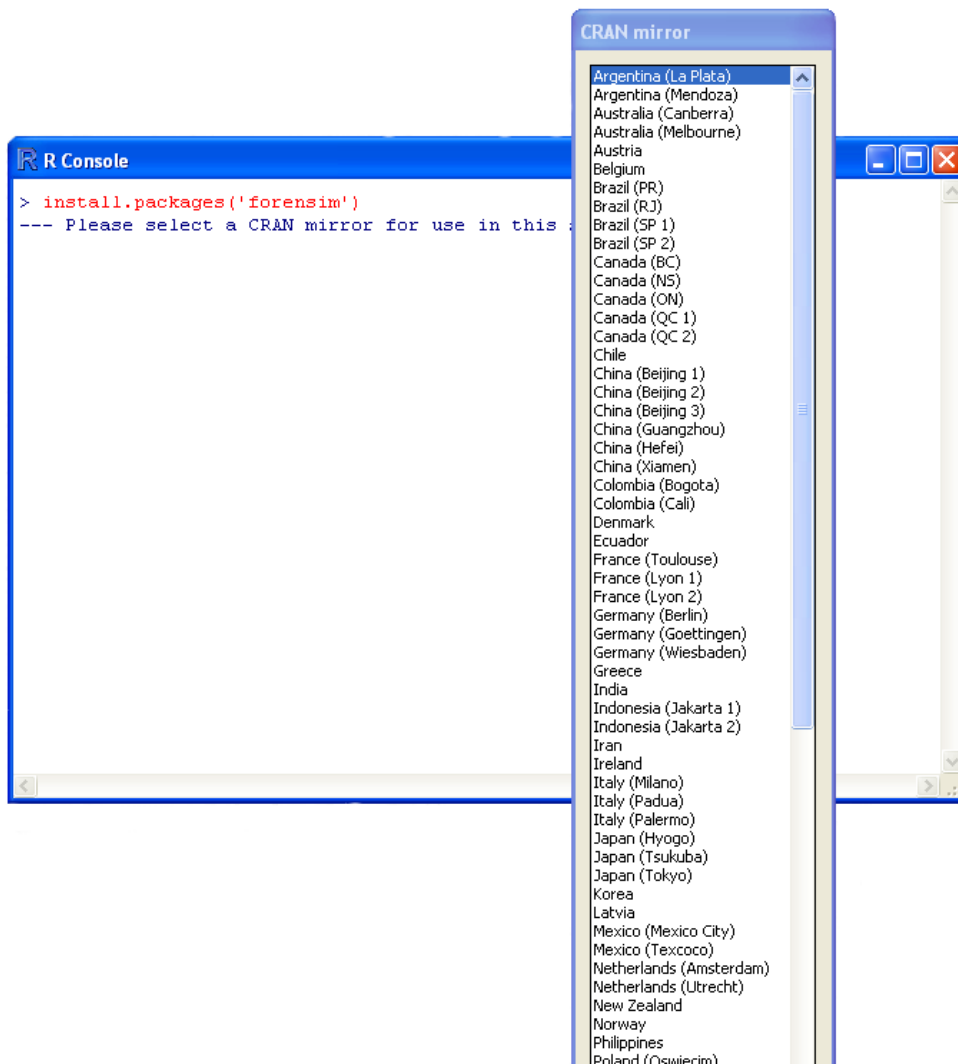 CRAN mirror
R Console
> install.packages('forensim')
--- Please select a CRAN mirror for use in this
Argentina (La Plata)
Argentina (Mendoza)
Australia (Canberra)
Australia (Melbourne)
Austria
Belgium
Brazil (PR)
Brazil (RJ)
Brazil (SP 1)
Brazil (SP 2)
Canada (BC)
Canada (NS)
Canada (ON)
Canada (QC 1)
Canada (QC 2)
Chile
China (Beijing 1)
China (Beijing 2)
China (Beijing 3)
China (Guangzhou)
China (Hefei)
China (Xiamen)
Colombia (Bogota)
Colombia (Cali)
Denmark
Ecuador
France (Toulouse)
France (Lyon 1)
France (Lyon 2)
Germany (Berlin)
Germany (Goettingen)
Germany (Wiesbaden)
Greece
India
Indonesia (Jakarta 1)
Indonesia (Jakarta 2)
Iran
Ireland
Italy (Milano)
Italy (Padua)
Italy (Palermo)
Japan (Hyogo)
Japan (Tsukuba)
Japan (Tokyo)
Korea
Latvia
Mexico (Mexico City)
Mexico (Texcoco)
Netherlands (Amsterdam)
Netherlands (Utrecht)
New Zealand
Norway
Philippines
Poland (Oswiecim)